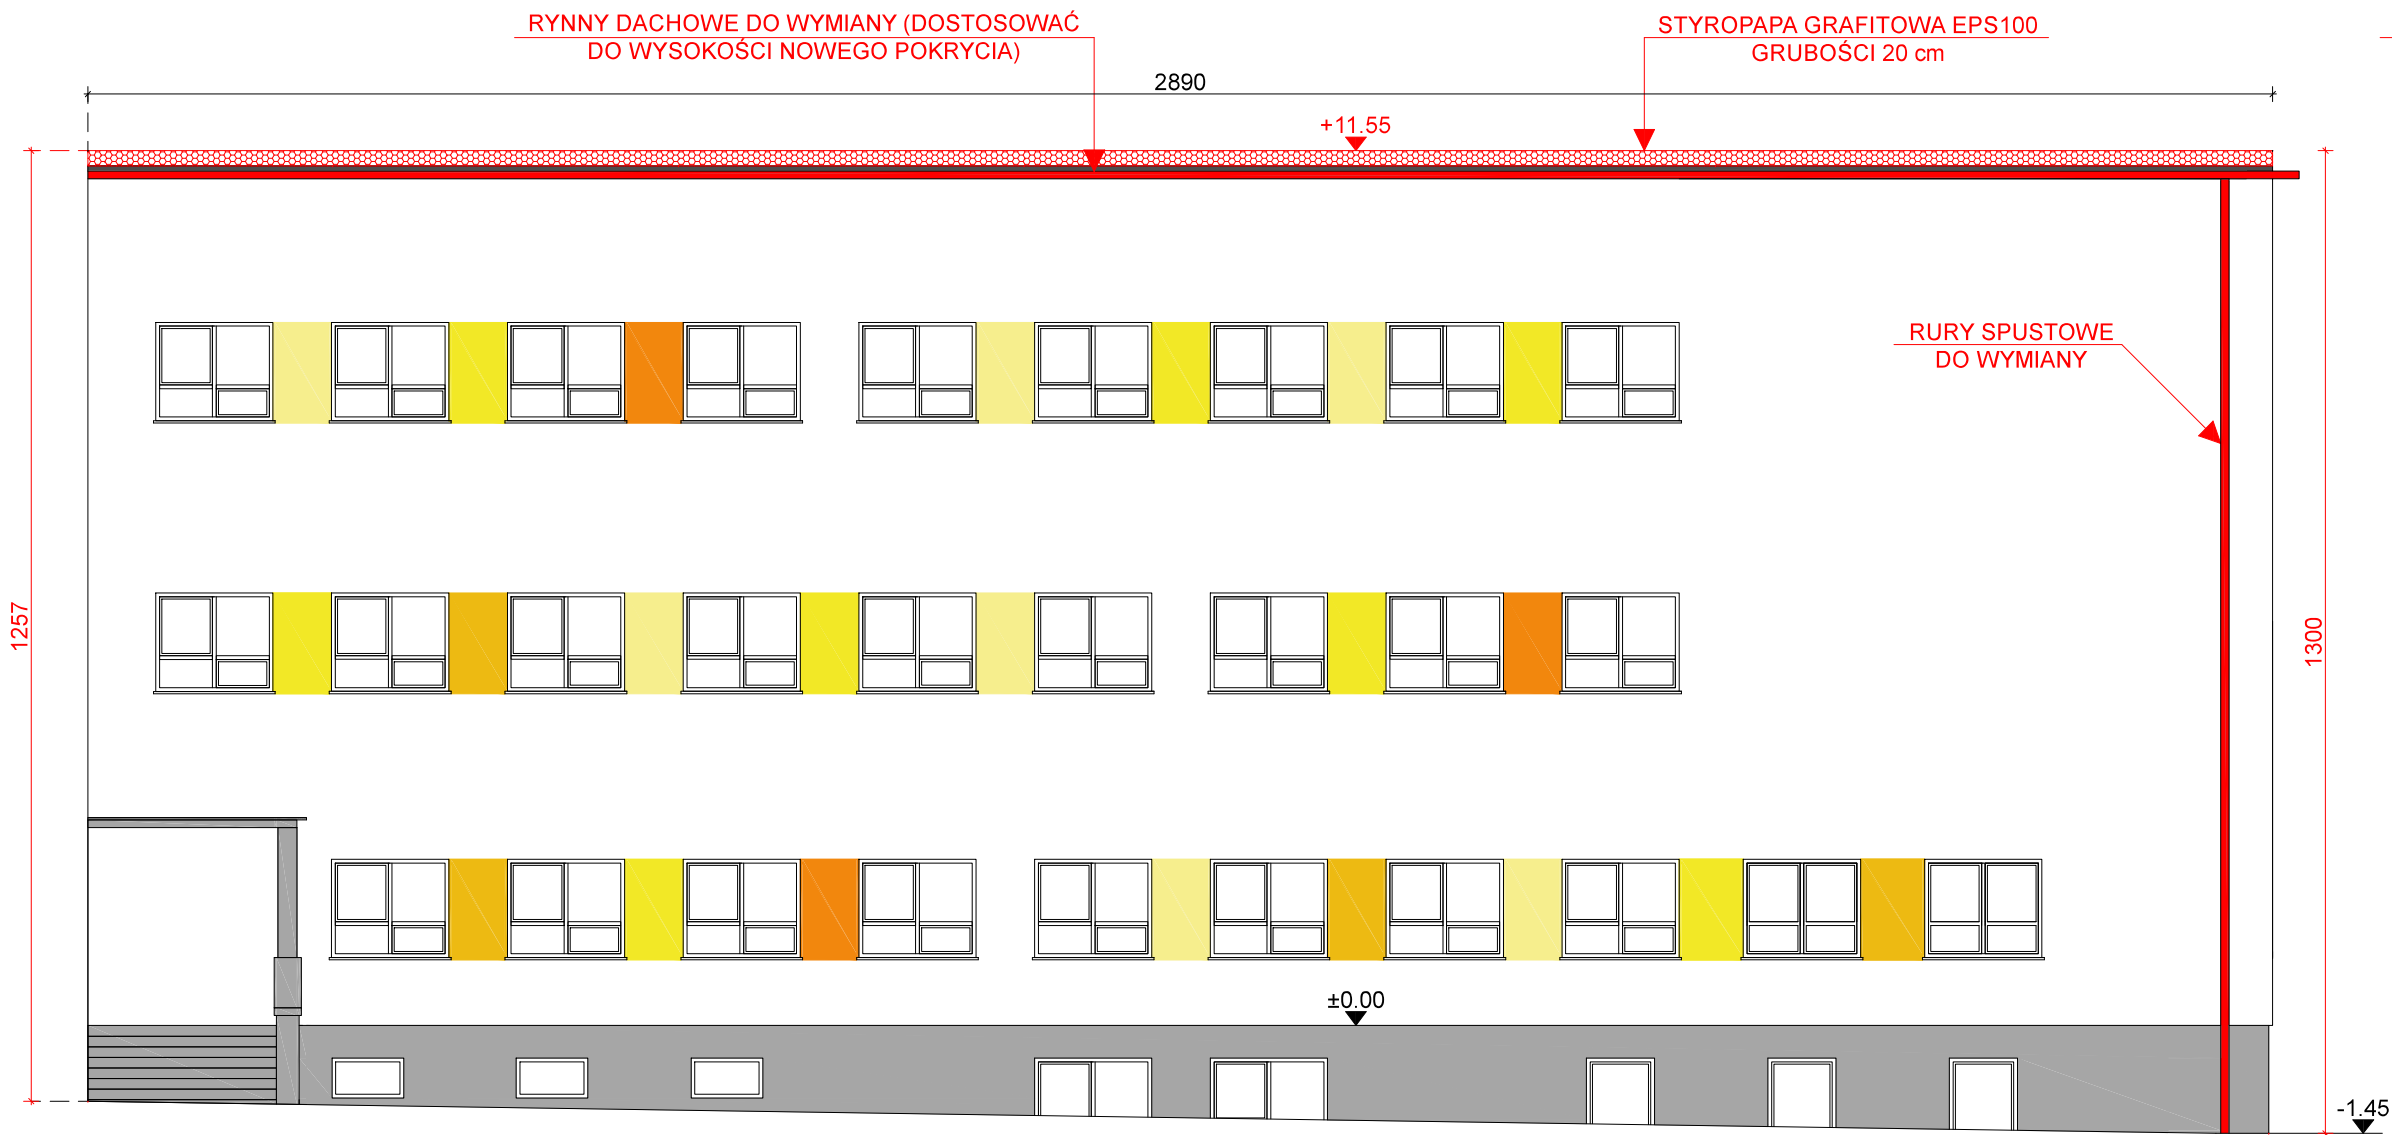 RYNNY DACHOWE DO WYMIANY (DOSTOSOWAĆ
DO WYSOKOŚCI NOWEGO POKRYCIA)
STYROPAPA GRAFITOWA EPS100
GRUBOŚCI 20 cm
2890
+11.55
RURY SPUSTOWE
DO WYMIANY
1257
1300
±0.00
-1.45